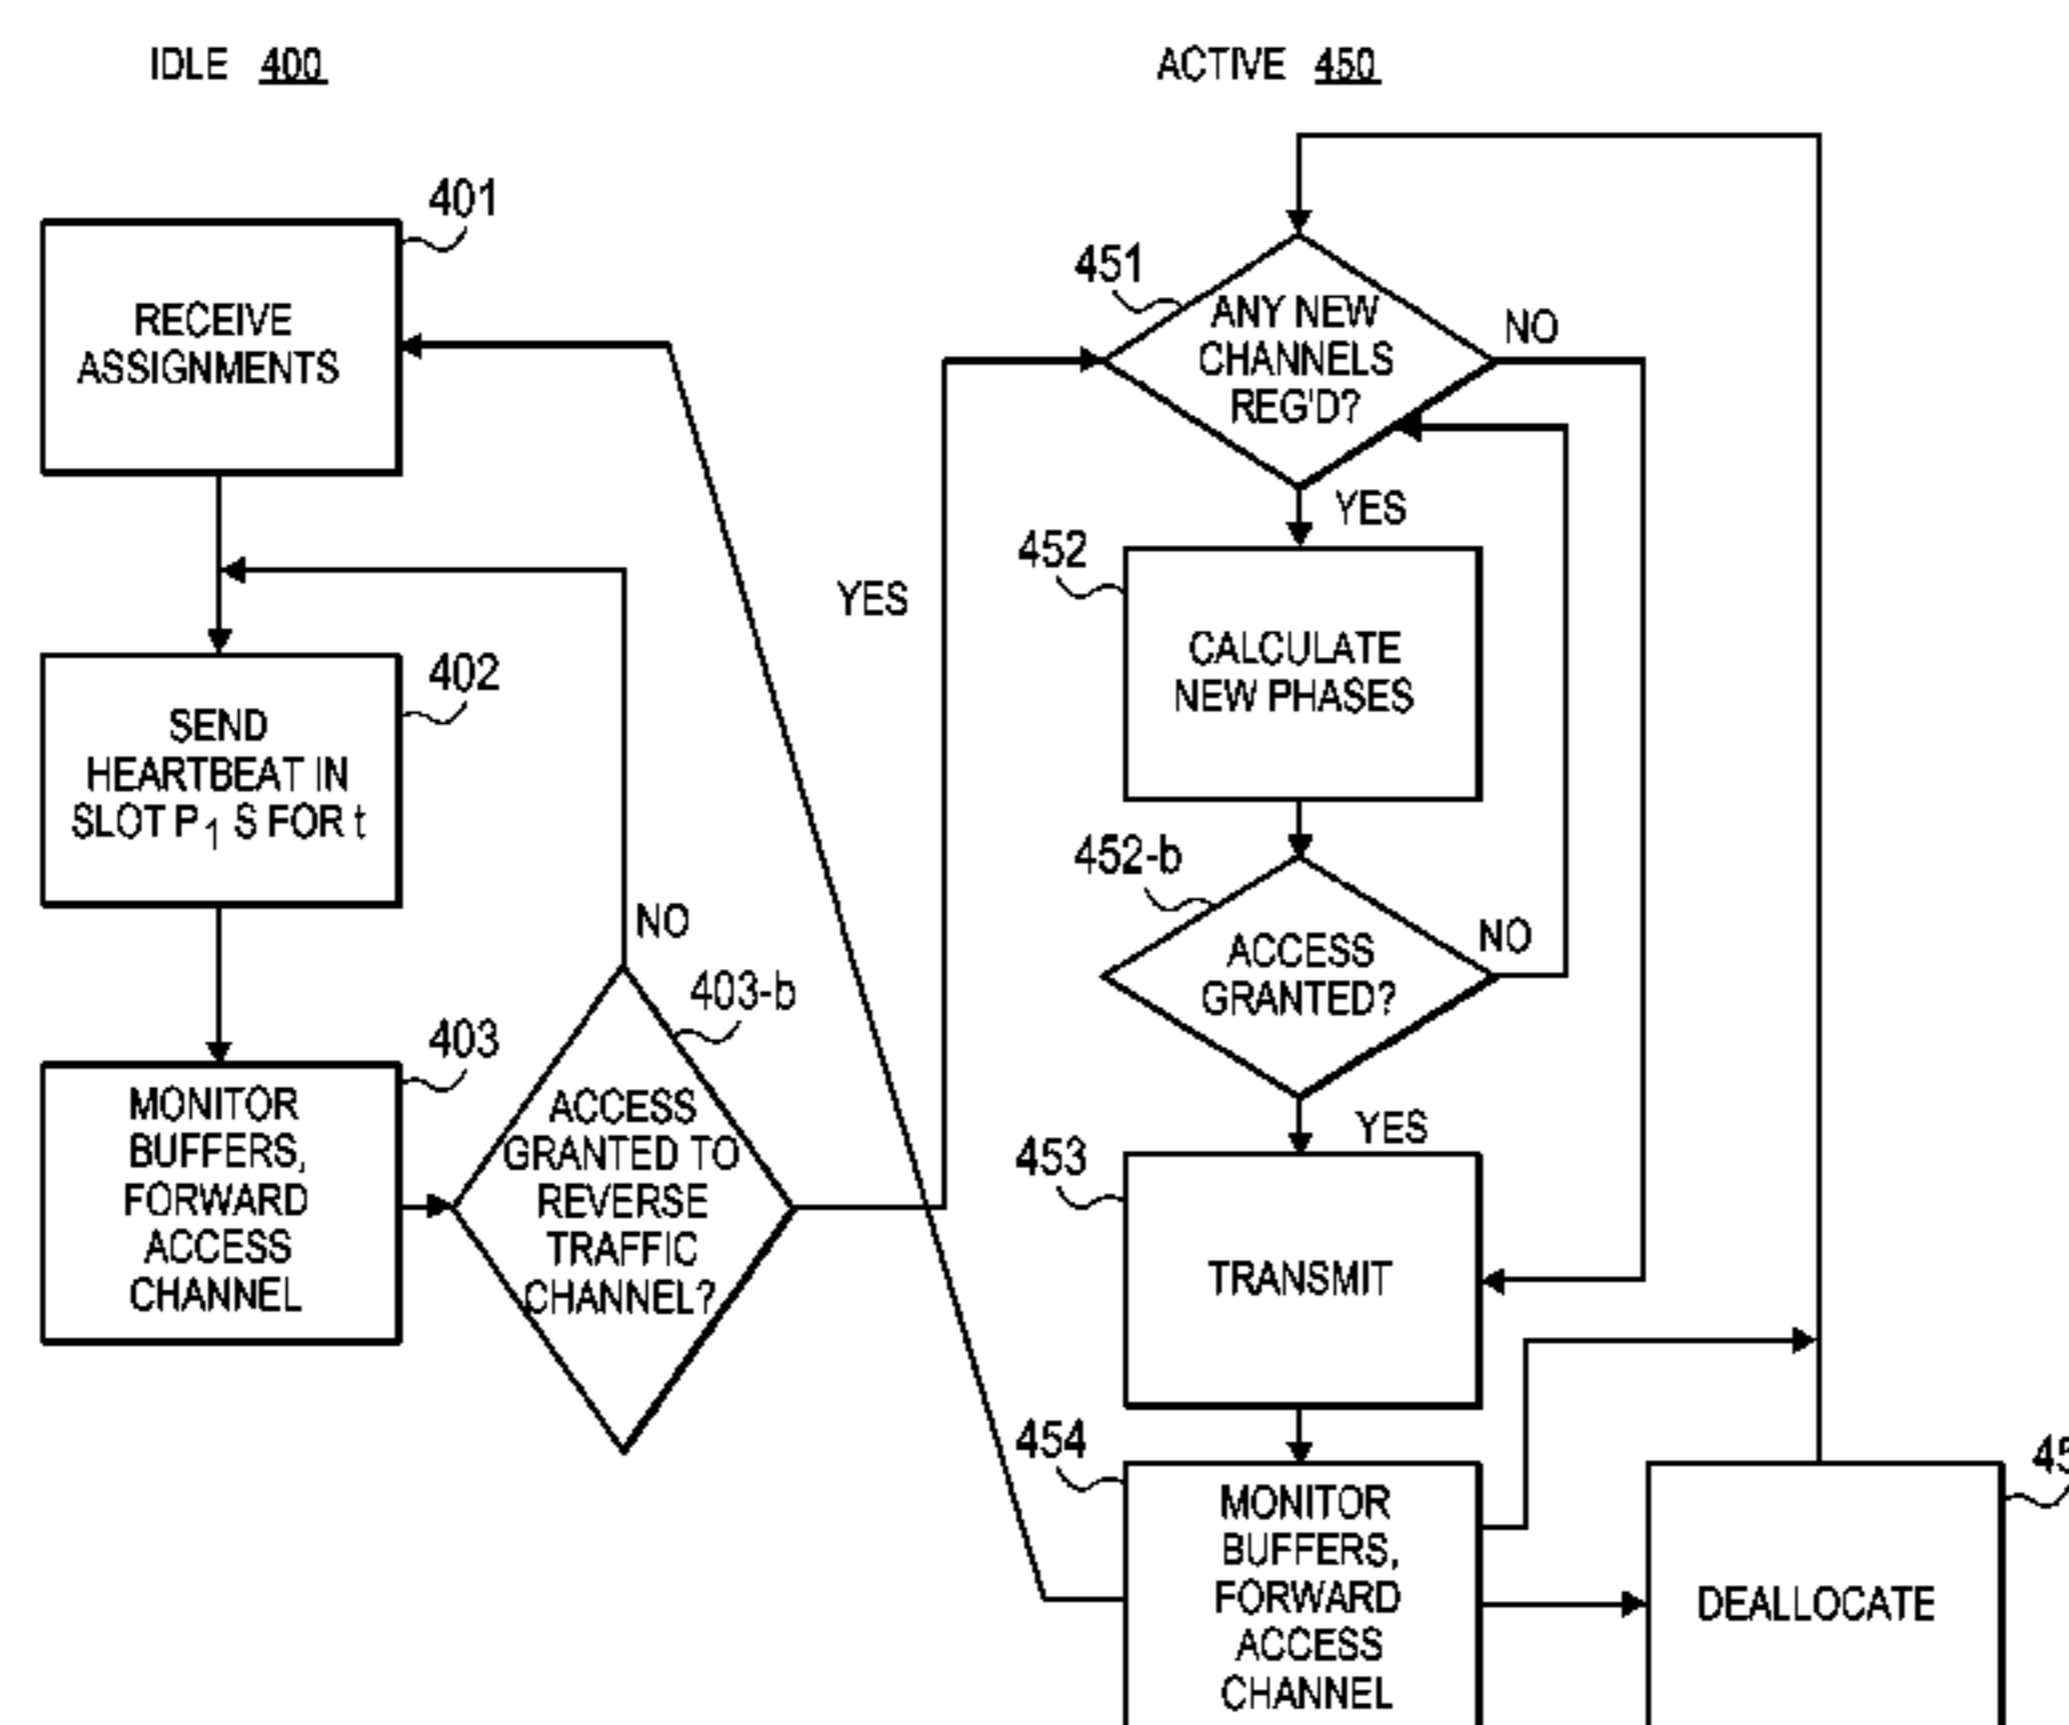 IDLE 400
401
RECEIVE
ASSIGNMENTS
402
SEND
HEARTBEAT IN
SLOT P1 S FOR t
403
MONITOR
BUFFERS,
FORWARD
ACCESS
CHANNEL
NO
403-b
ACCESS
GRANTED TO
REVERSE
TRAFFIC
CHANNEL?
YES
ACTIVE 450
451
ANY NEW
CHANNELS
REG'D?
NO
YES
452
CALCULATE
NEW PHASES
452-b
ACCESS
GRANTED?
NO
YES
453
TRANSMIT
454
MONITOR
BUFFERS,
FORWARD
ACCESS
CHANNEL
DEALLOCATE